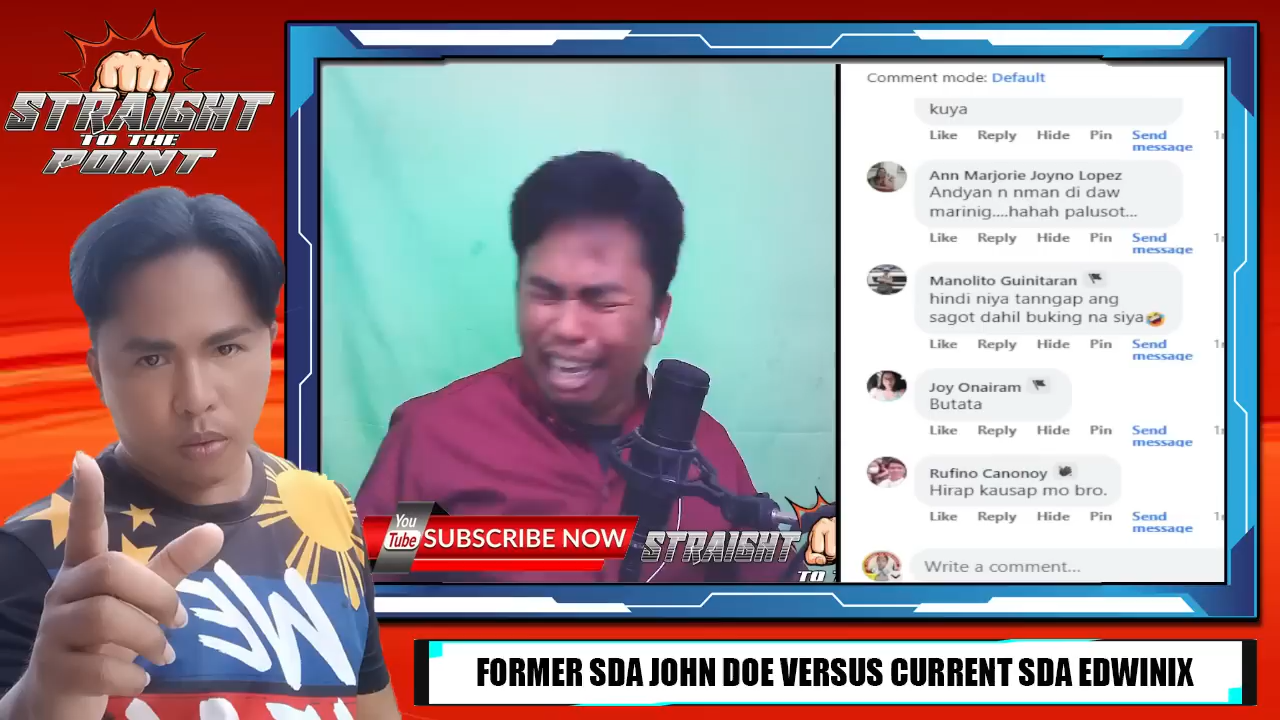 STRAIGHT
TO THE
POINT
Comment mode: Default
kuya
Like Reply Hide Pin Send message
Ann Marjorie Joyno Lopez
Andyan n nman di daw
marinig....hahah palusot...
Like Reply Hide Pin Send message
Manolito Guinitaran
hindi niya tanngap ang
sagot dahil buking na siya🤣
Like Reply Hide Pin Send message
Joy Onairam
Butata
Like Reply Hide Pin Send message
Rufino Canonoy
Hirap kausap mo bro.
Like Reply Hide Pin Send message
Write a comment...
You
Tube
SUBSCRIBE NOW
STRAIGHT
TO
FORMER SDA JOHN DOE VERSUS CURRENT SDA EDWINIX